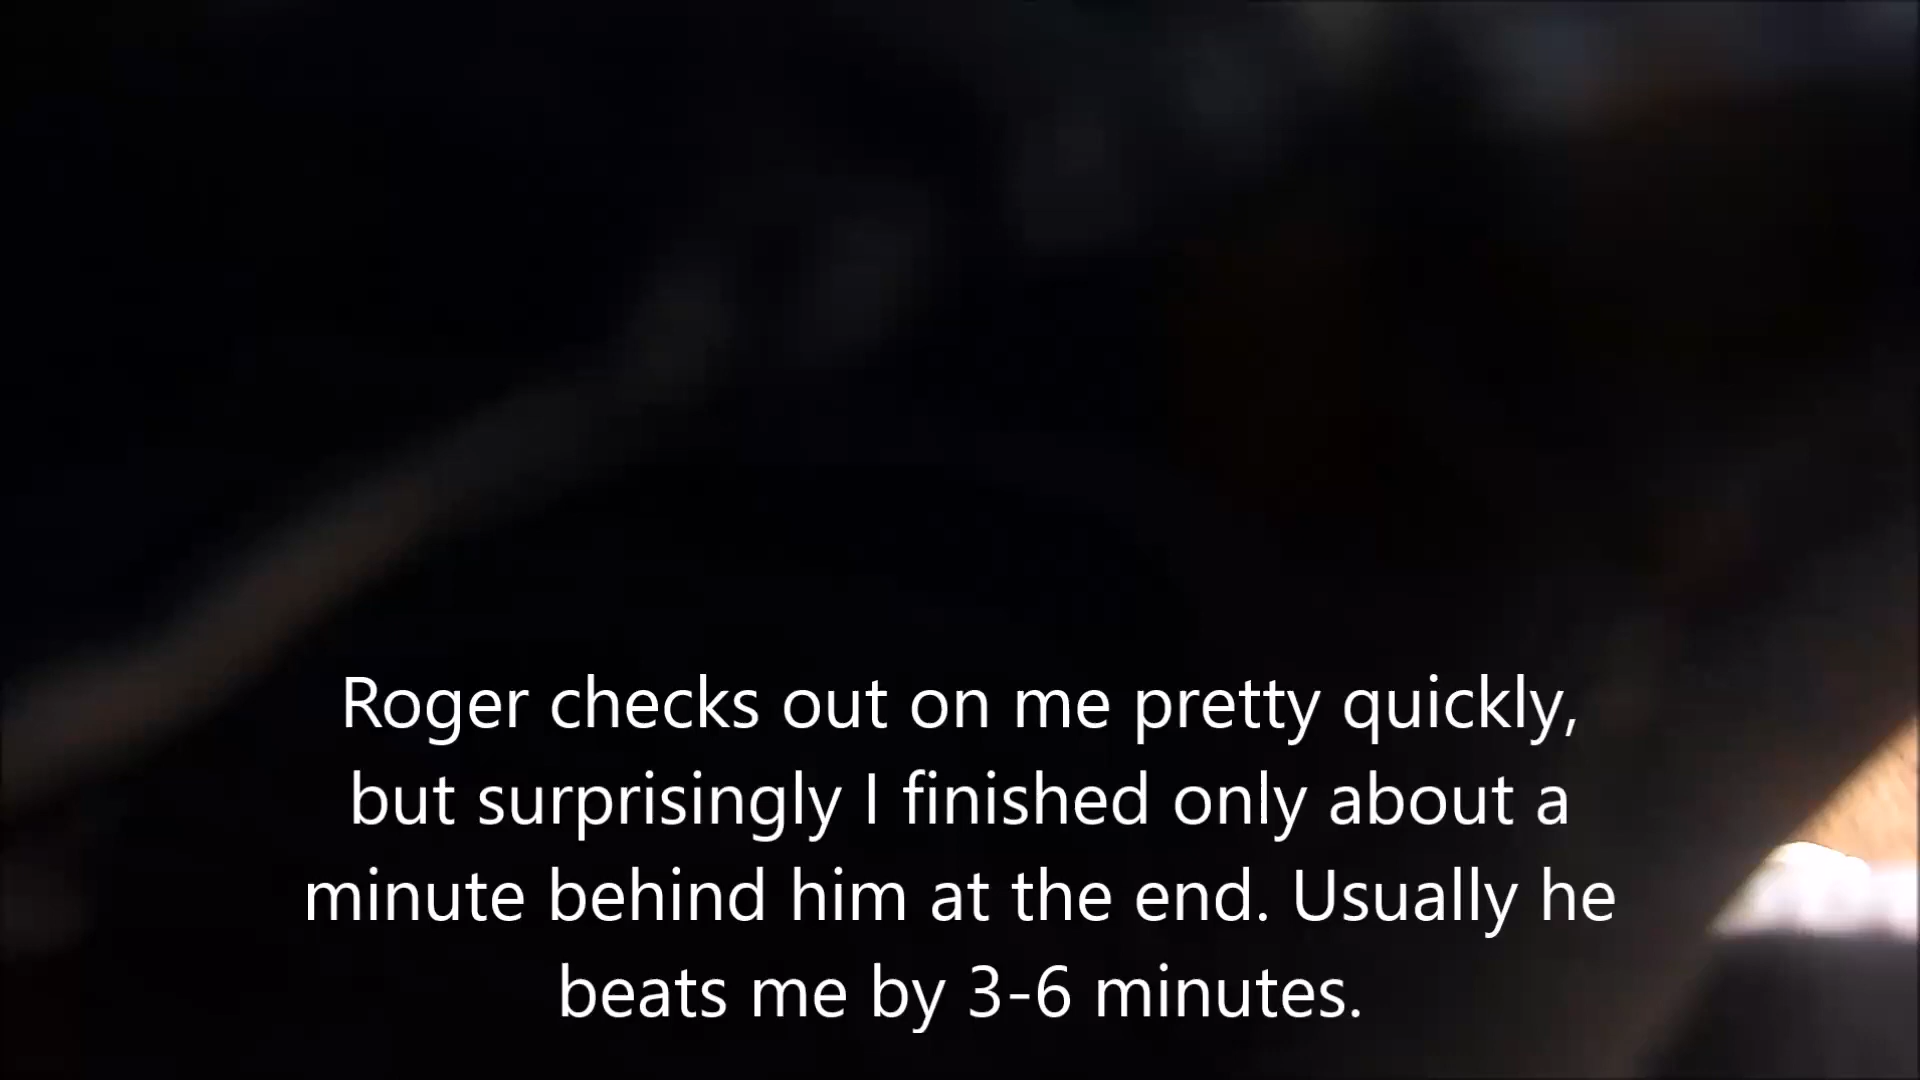 Roger checks out on me pretty quickly,
but surprisingly I finished only about a
minute behind him at the end. Usually he
beats me by 3-6 minutes.